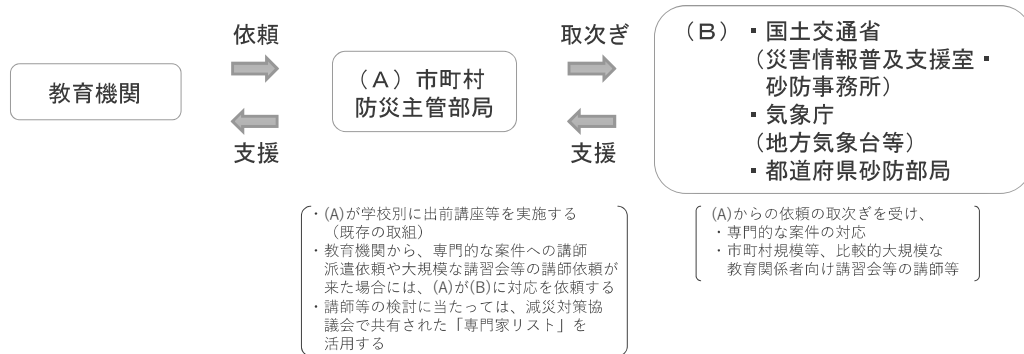 教育機関
依頼
支援
(A)市町村
防災主管部局
取次ぎ
支援
(B)・国土交通省
(災害情報普及支援室・
砂防事務所)
・気象庁
(地方気象台等)
・都道府県砂防部局
・(A)が学校別に出前講座等を実施する
(既存の取組)
・教育機関から、専門的な案件への講師
派遣依頼や大規模な講習会等の講師依頼が
来た場合には、(A)が(B)に対応を依頼する
・講師等の検討に当たっては、減災対策協
議会で共有された「専門家リスト」を
活用する
(A)からの依頼の取次ぎを受け、
・専門的な案件の対応
・市町村規模等、比較的大規模な
教育関係者向け講習会等の講師等